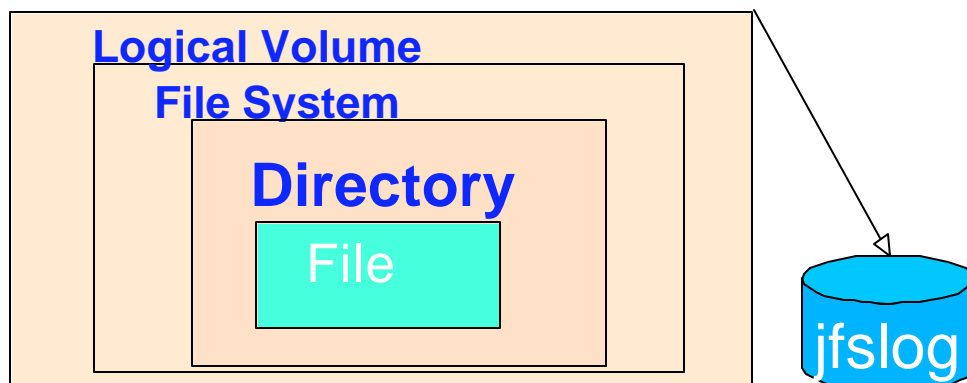 Logical Volume
File System
Directory
File
jfslog